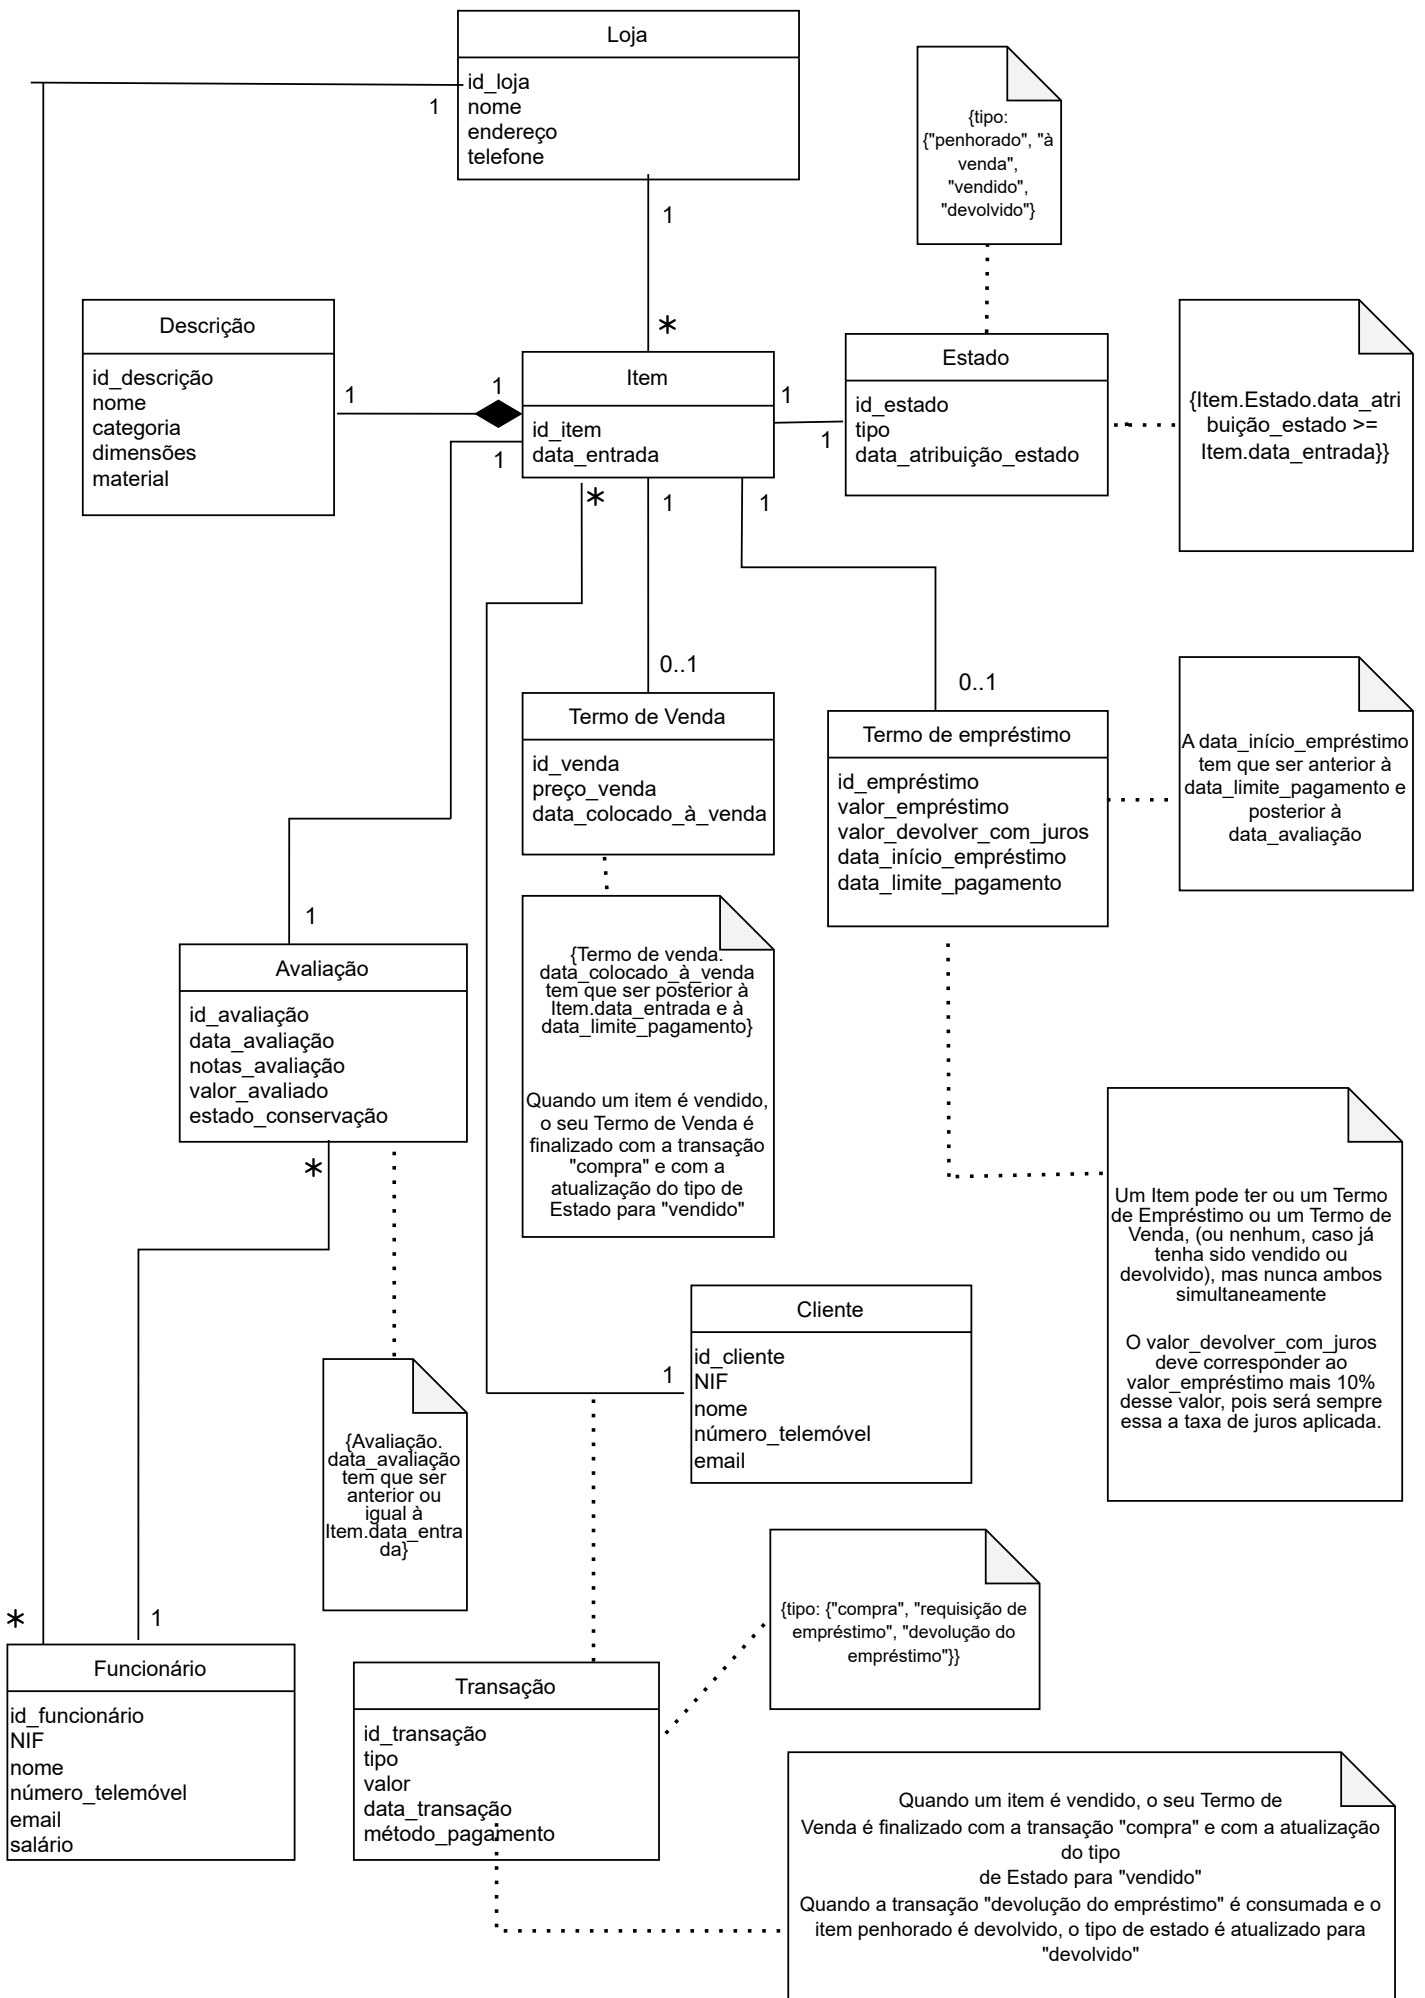 Loja
id_loja
nome
endereço
telefone
1
1
*
{tipo:
{"penhorado", "à
venda",
"vendido",
"devolvido"}
Descrição
id_descrição
nome
categoria
dimensões
material
1
1
Item
id_item
data_entrada
1
1
Estado
id_estado
tipo
data_atribuição_estado
{Item.Estado.data_atri
buição_estado >=
Item.data_entrada}}
1
*
1
1
0..1
0..1
Termo de Venda
id_venda
preço_venda
data_colocado_à_venda
Termo de empréstimo
id_empréstimo
valor_empréstimo
valor_devolver_com_juros
data_início_empréstimo
data_limite_pagamento
A data_início_empréstimo
tem que ser anterior à
data_limite_pagamento e
posterior à
data_avaliação
1
Avaliação
id_avaliação
data_avaliação
notas_avaliação
valor_avaliado
estado_conservação
*
{Termo de venda.
data_colocado_à_venda
tem que ser posterior à
Item.data_entrada e à
data_limite_pagamento}
Quando um item é vendido,
o seu Termo de Venda é
finalizado com a transação
"compra" e com a
atualização do tipo de
Estado para "vendido"
Um Item pode ter ou um Termo
de Empréstimo ou um Termo de
Venda, (ou nenhum, caso já
tenha sido vendido ou
devolvido), mas nunca ambos
simultaneamente
O valor_devolver_com_juros
deve corresponder ao
valor_empréstimo mais 10%
desse valor, pois será sempre
essa a taxa de juros aplicada.
1
Cliente
id_cliente
NIF
nome
número_telemóvel
email
{Avaliação.
data_avaliação
tem que ser
anterior ou
igual à
Item.data_entra
da}
{tipo: {"compra", "requisição de
empréstimo", "devolução do
empréstimo"}}
*
1
Funcionário
id_funcionário
NIF
nome
número_telemóvel
email
salário
Transação
id_transação
tipo
valor
data_transação
método_pagamento
Quando um item é vendido, o seu Termo de
Venda é finalizado com a transação "compra" e com a atualização
do tipo
de Estado para "vendido"
Quando a transação "devolução do empréstimo" é consumada e o
item penhorado é devolvido, o tipo de estado é atualizado para
"devolvido"